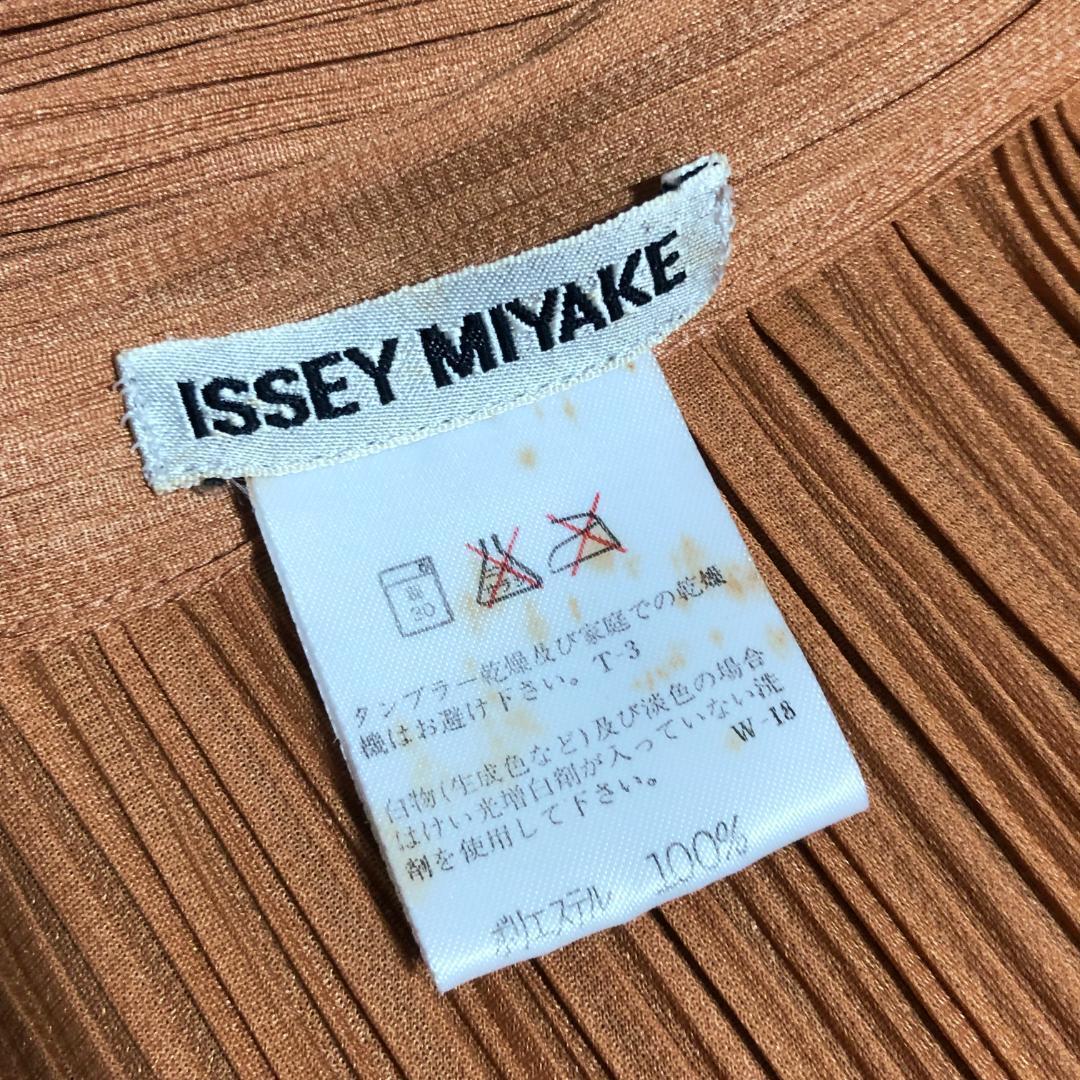 ISSEY MIYAKE
30
タンブラー乾燥及び家庭での乾燥
機はお避け下さい。 T-3
白物(生成色など)及び淡色の場合
はけい光増白剤が入っていない洗
剤を使用して下さい。 W-18
ポリエステル 100%